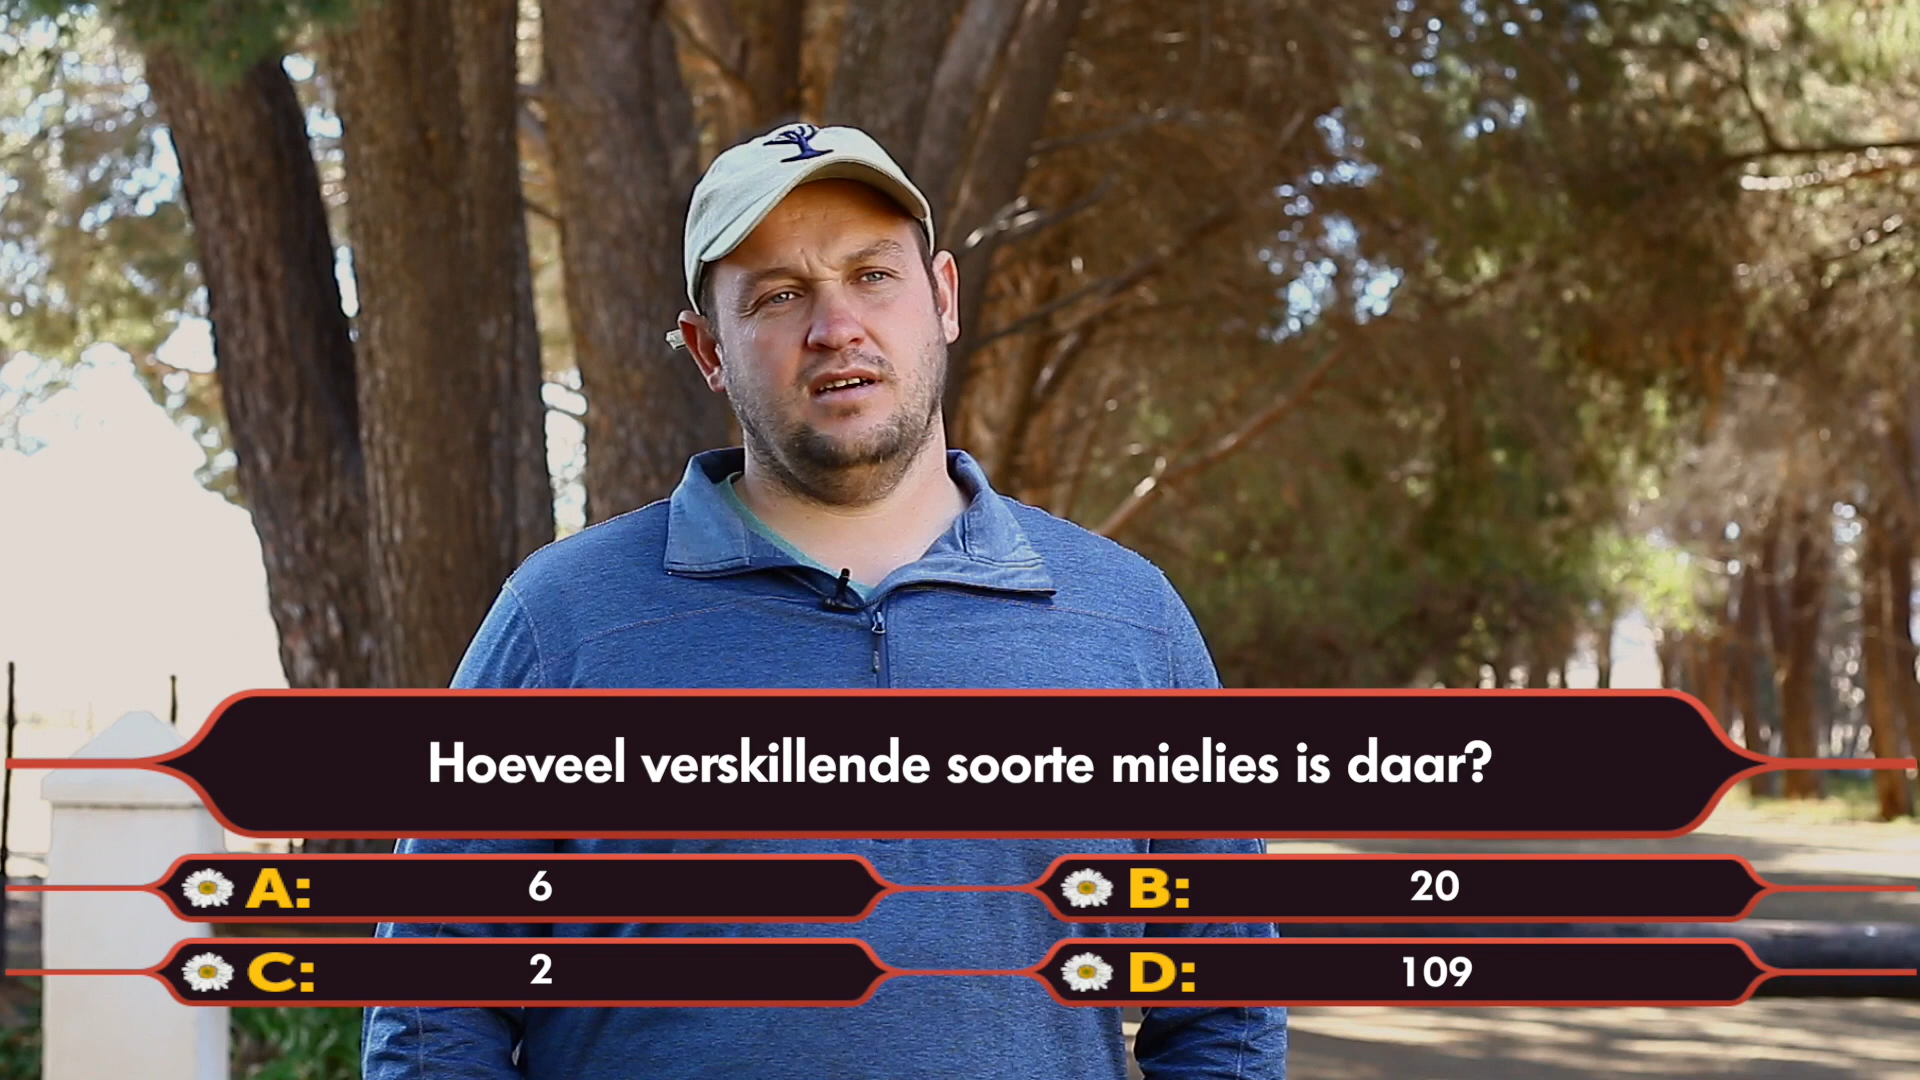 Hoeveel verskillende soorte mielies is daar?
A: 6
B: 20
C: 2
D: 109